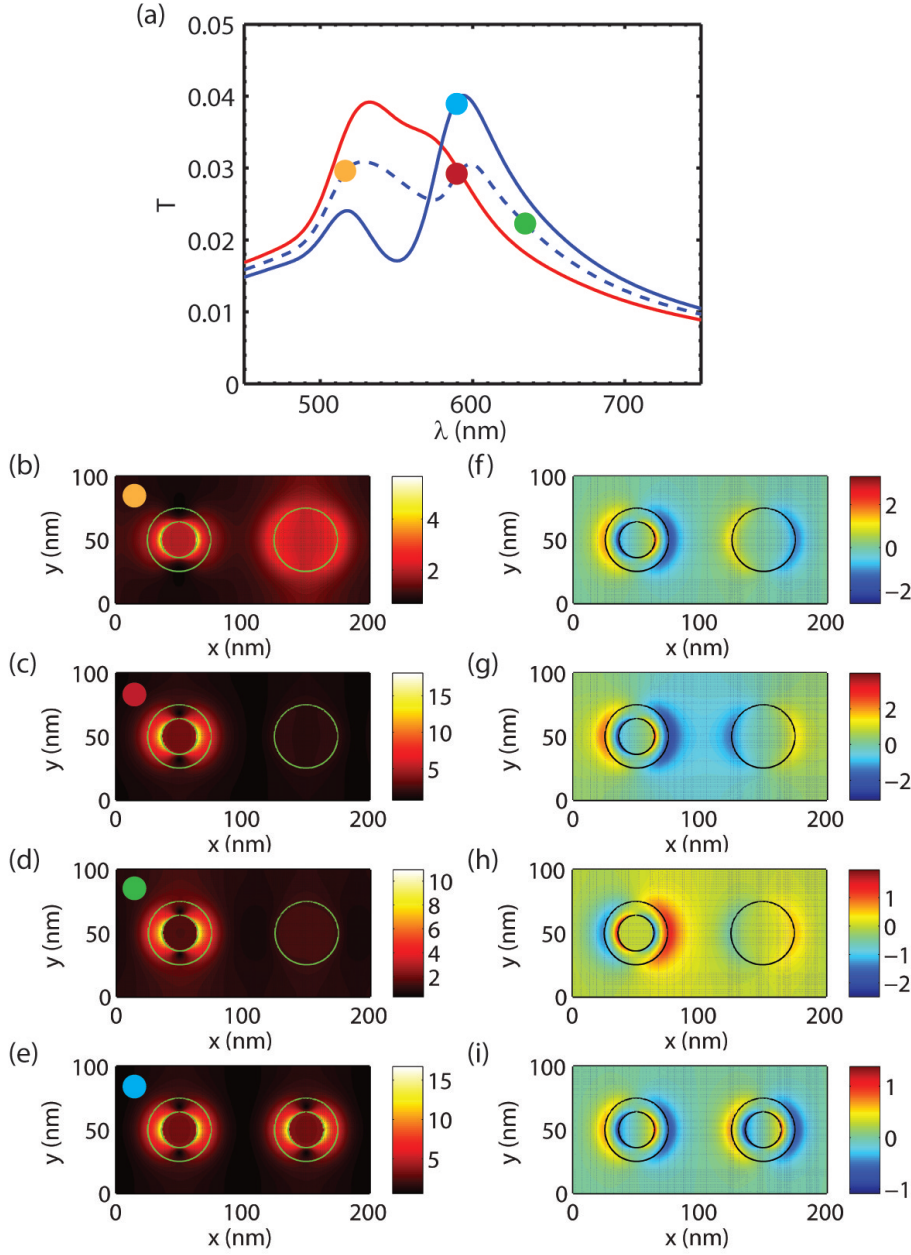 (a)
0.05
0.04
0.03
0.02
0.01
0
T
500 600 700
λ (nm)
(b)
100
50
0
y (nm)
0 100 200
x (nm)
4
2
(f)
100
50
0
y (nm)
0 100 200
x (nm)
2
0
−2
(c)
100
50
0
y (nm)
0 100 200
x (nm)
15
10
5
(g)
100
50
0
y (nm)
0 100 200
x (nm)
2
0
−2
(d)
100
50
0
y (nm)
0 100 200
x (nm)
10
8
6
4
2
(h)
100
50
0
y (nm)
0 100 200
x (nm)
1
0
−1
−2
(e)
100
50
0
y (nm)
0 100 200
x (nm)
15
10
5
(i)
100
50
0
y (nm)
0 100 200
x (nm)
1
0
−1